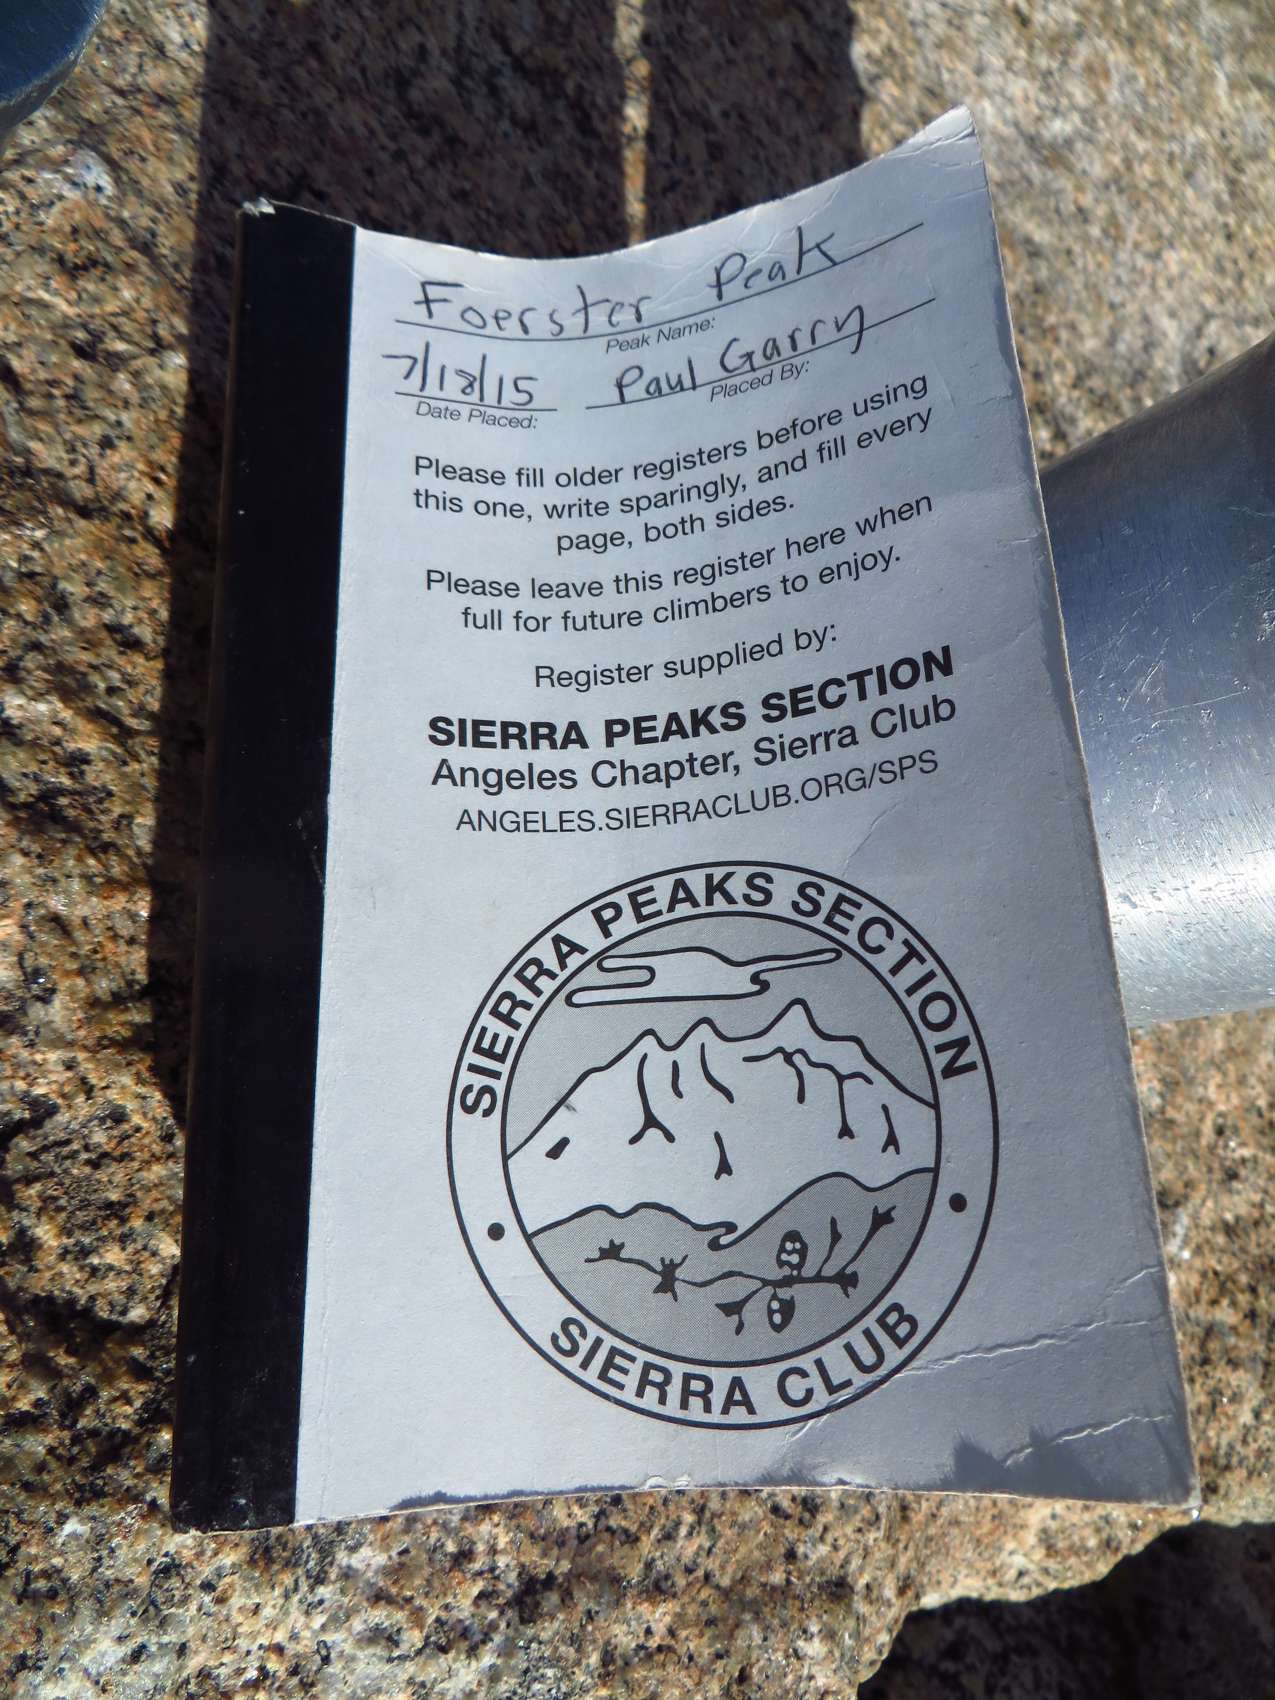 Foerster Peak
Peak Name:
7/18/15 Paul Garry
Date Placed: Placed By:
Please fill older registers before using
this one, write sparingly, and fill every
page, both sides.
Please leave this register here when
full for future climbers to enjoy.
Register supplied by:
SIERRA PEAKS SECTION
Angeles Chapter, Sierra Club
ANGELES.SIERRACLUB.ORG/SPS
SIERRA PEAKS SECTION
• SIERRA CLUB •